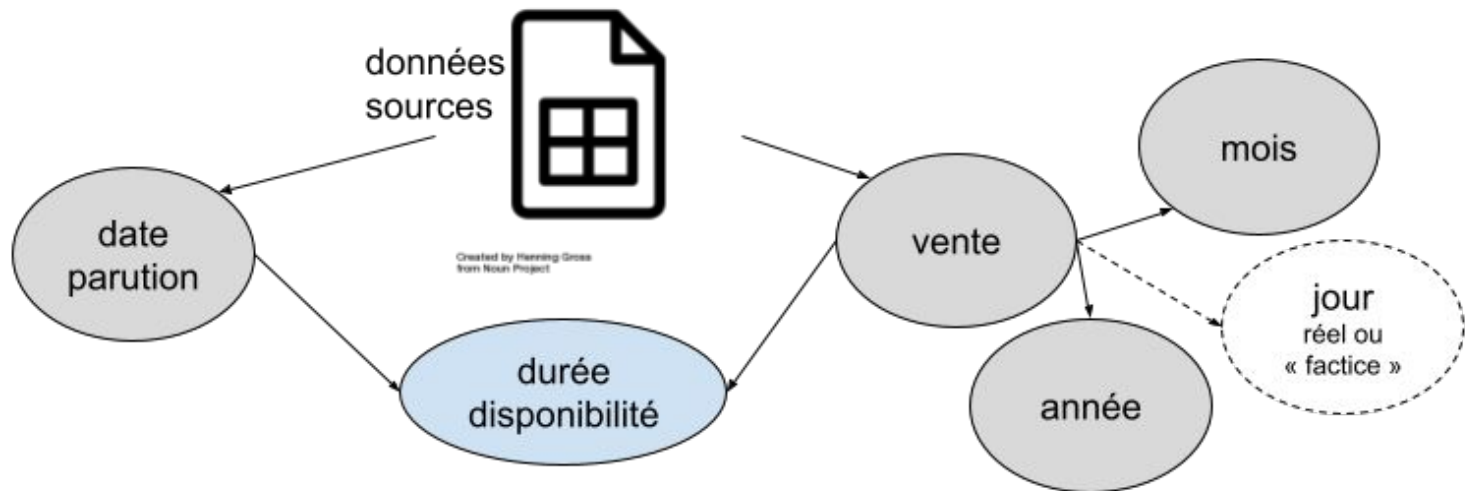 données
sources
Created by Henning Gross
from Noun Project
date
parution
durée
disponibilité
vente
mois
jour
réel ou
« factice »
année